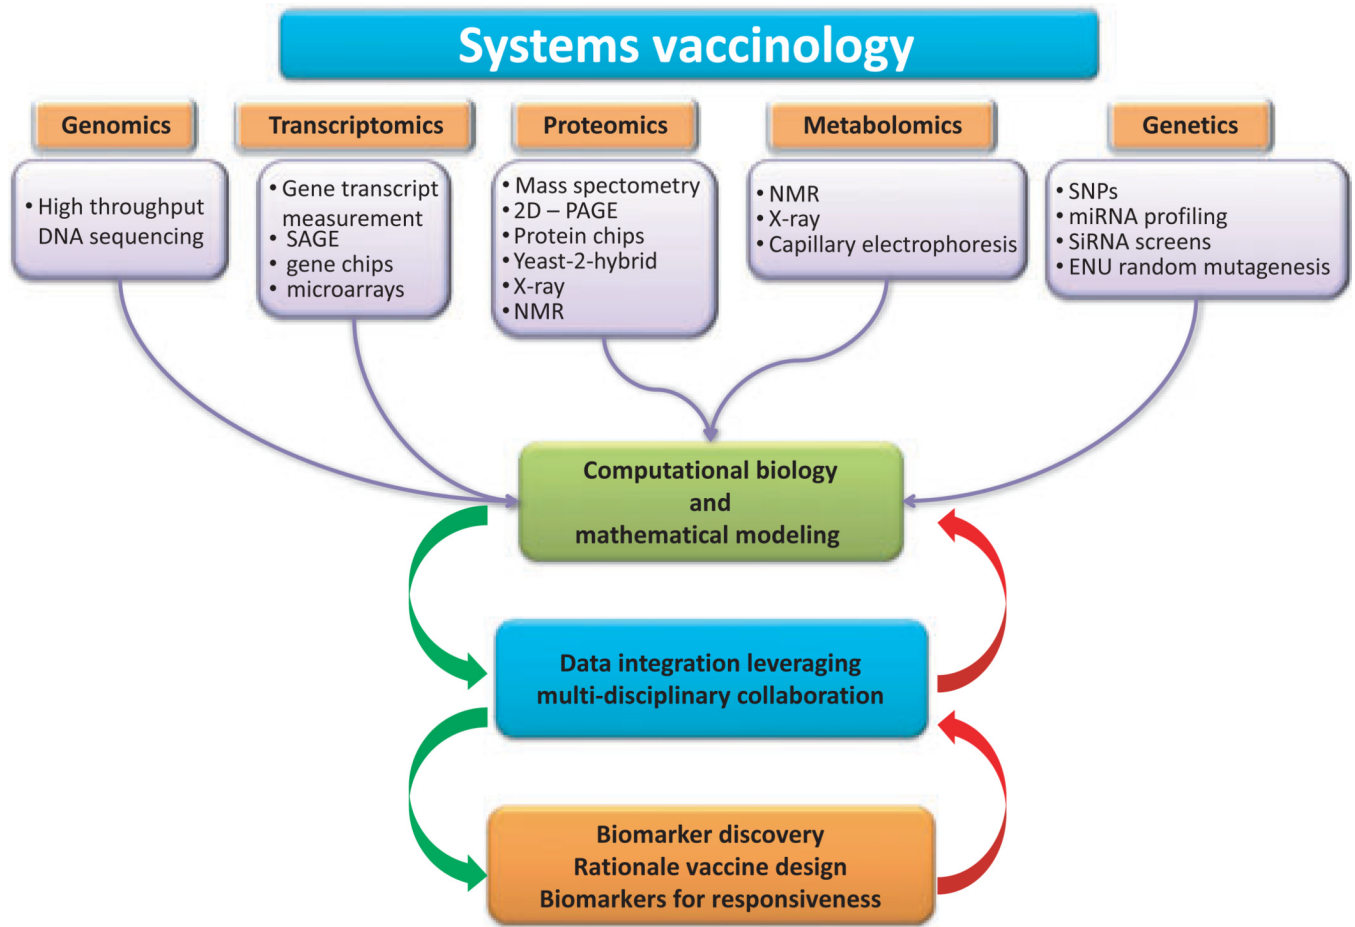 Systems vaccinology
Genomics
• High throughput
DNA sequencing
Transcriptomics
• Gene transcript
measurement
• SAGE
• gene chips
• microarrays
Proteomics
• Mass spectometry
• 2D – PAGE
• Protein chips
• Yeast-2-hybrid
• X-ray
• NMR
Metabolomics
• NMR
• X-ray
• Capillary electrophoresis
Genetics
• SNPs
• miRNA profiling
• SiRNA screens
• ENU random mutagenesis
Computational biology
and
mathematical modeling
Data integration leveraging
multi-disciplinary collaboration
Biomarker discovery
Rationale vaccine design
Biomarkers for responsiveness